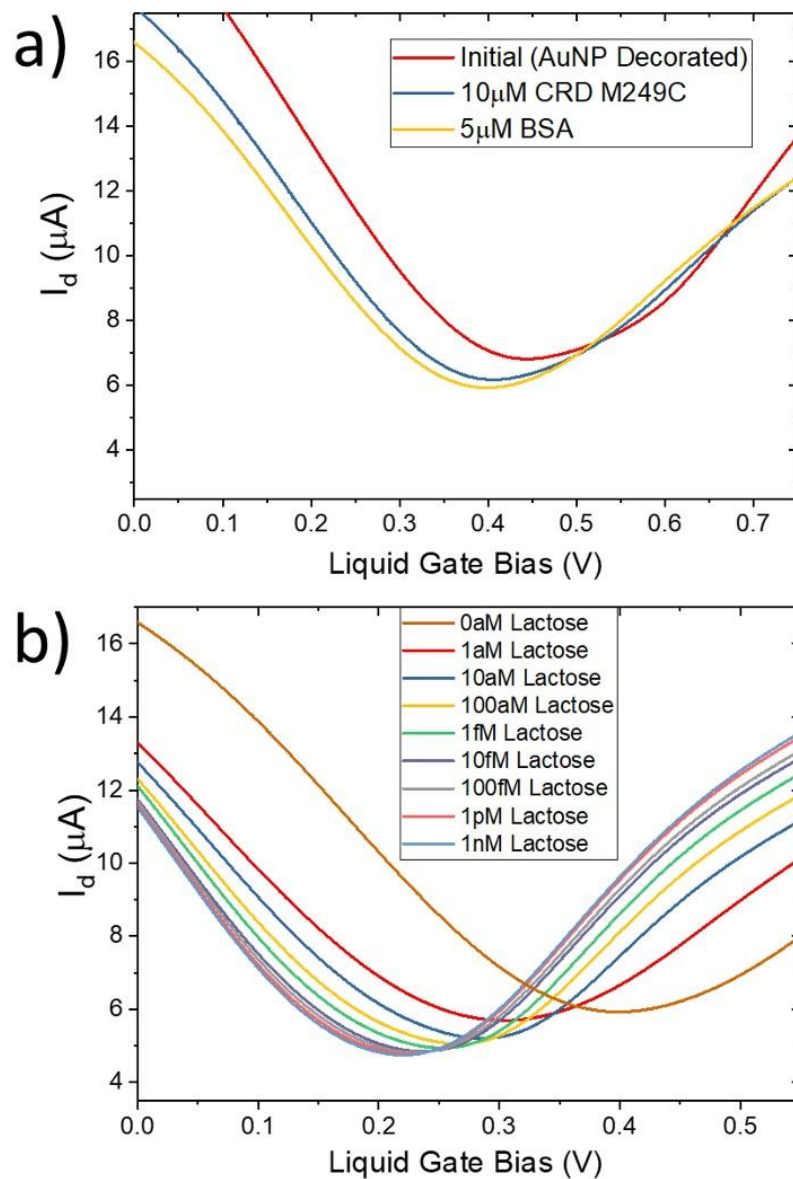 a)
16
14
12
10
8
6
4
I_d (μA)
Initial (AuNP Decorated)
10μM CRD M249C
5μM BSA
0.0 0.1 0.2 0.3 0.4 0.5 0.6 0.7
Liquid Gate Bias (V)
b)
16
14
12
10
8
6
4
I_d (μA)
0aM Lactose
1aM Lactose
10aM Lactose
100aM Lactose
1fM Lactose
10fM Lactose
100fM Lactose
1pM Lactose
1nM Lactose
0.0 0.1 0.2 0.3 0.4 0.5
Liquid Gate Bias (V)